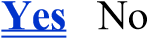 Yes No